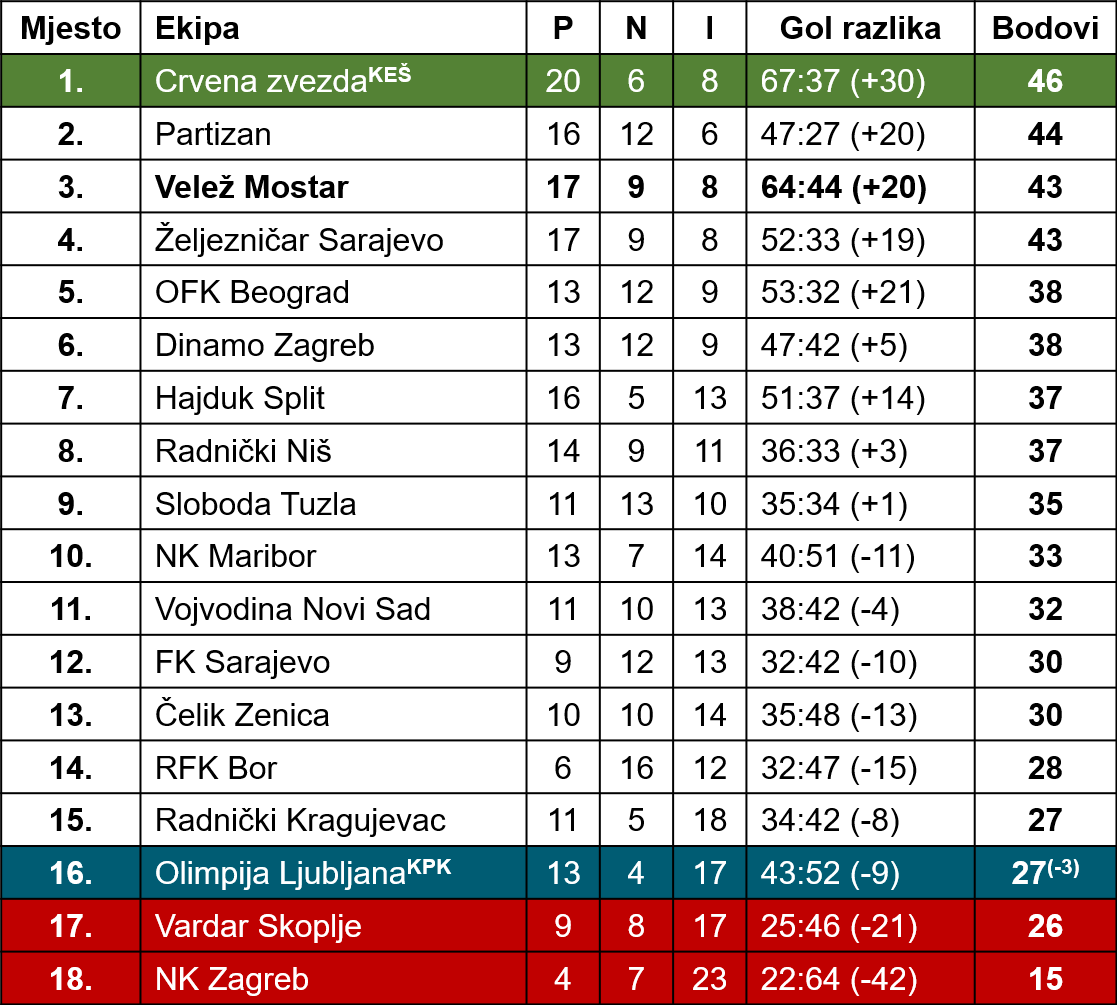 Mjesto Ekipa P N I Gol razlika Bodovi
1. Crvena zvezdaKEŠ 20 6 8 67:37 (+30) 46
2. Partizan 16 12 6 47:27 (+20) 44
3. Velež Mostar 17 9 8 64:44 (+20) 43
4. Željezničar Sarajevo 17 9 8 52:33 (+19) 43
5. OFK Beograd 13 12 9 53:32 (+21) 38
6. Dinamo Zagreb 13 12 9 47:42 (+5) 38
7. Hajduk Split 16 5 13 51:37 (+14) 37
8. Radnički Niš 14 9 11 36:33 (+3) 37
9. Sloboda Tuzla 11 13 10 35:34 (+1) 35
10. NK Maribor 13 7 14 40:51 (-11) 33
11. Vojvodina Novi Sad 11 10 13 38:42 (-4) 32
12. FK Sarajevo 9 12 13 32:42 (-10) 30
13. Čelik Zenica 10 10 14 35:48 (-13) 30
14. RFK Bor 6 16 12 32:47 (-15) 28
15. Radnički Kragujevac 11 5 18 34:42 (-8) 27
16. Olimpija LjubljanaKPK 13 4 17 43:52 (-9) 27(-3)
17. Vardar Skoplje 9 8 17 25:46 (-21) 26
18. NK Zagreb 4 7 23 22:64 (-42) 15